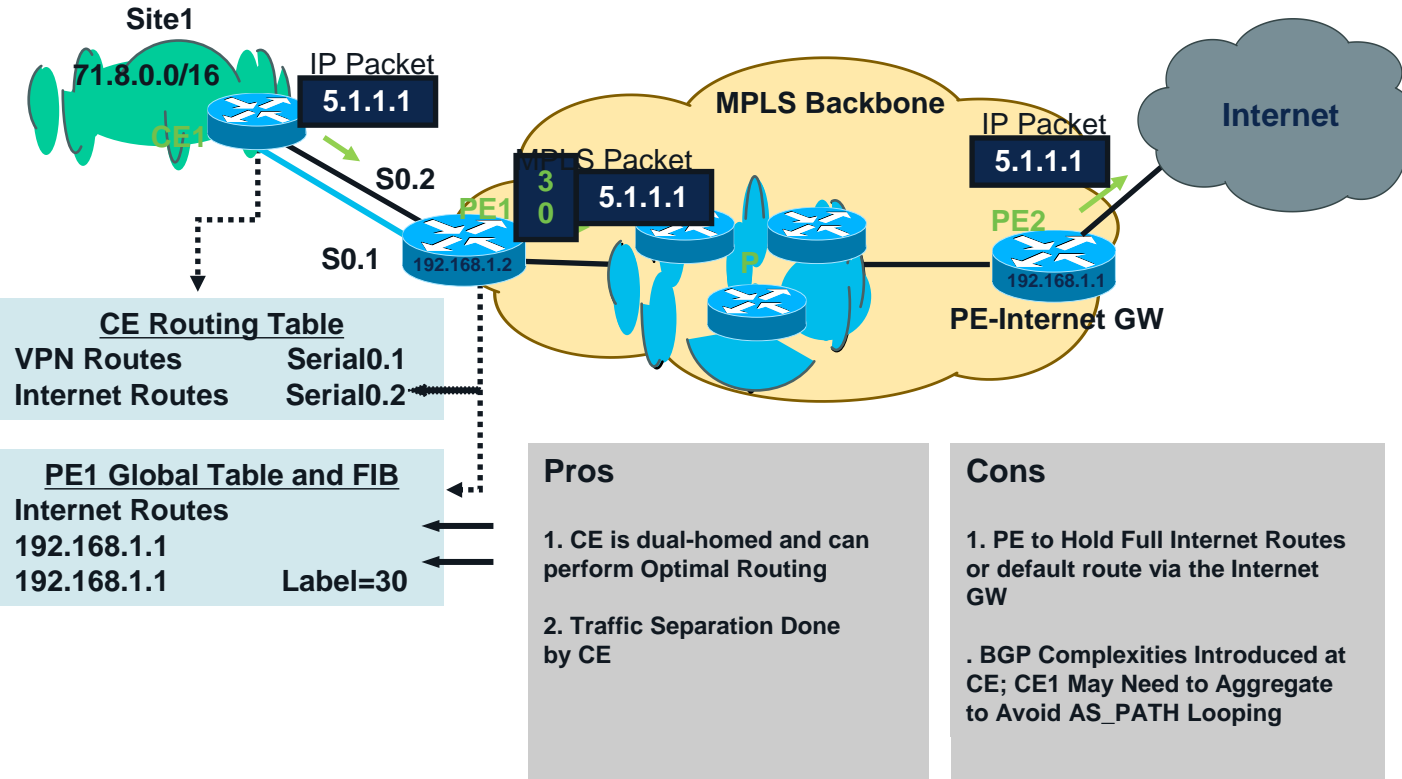 Site1
71.8.0.0/16
IP Packet
5.1.1.1
CE1
MPLS Backbone
IP Packet
5.1.1.1
Internet
S0.2
MPLS Packet
3
0
5.1.1.1
PE1
PE2
S0.1
192.168.1.2
P
192.168.1.1
PE-Internet GW
CE Routing Table
VPN Routes Serial0.1
Internet Routes Serial0.2
PE1 Global Table and FIB
Internet Routes
192.168.1.1
192.168.1.1 Label=30
Pros
1. CE is dual-homed and can
perform Optimal Routing
2. Traffic Separation Done
by CE
Cons
1. PE to Hold Full Internet Routes
or default route via the Internet
GW
. BGP Complexities Introduced at
CE; CE1 May Need to Aggregate
to Avoid AS_PATH Looping